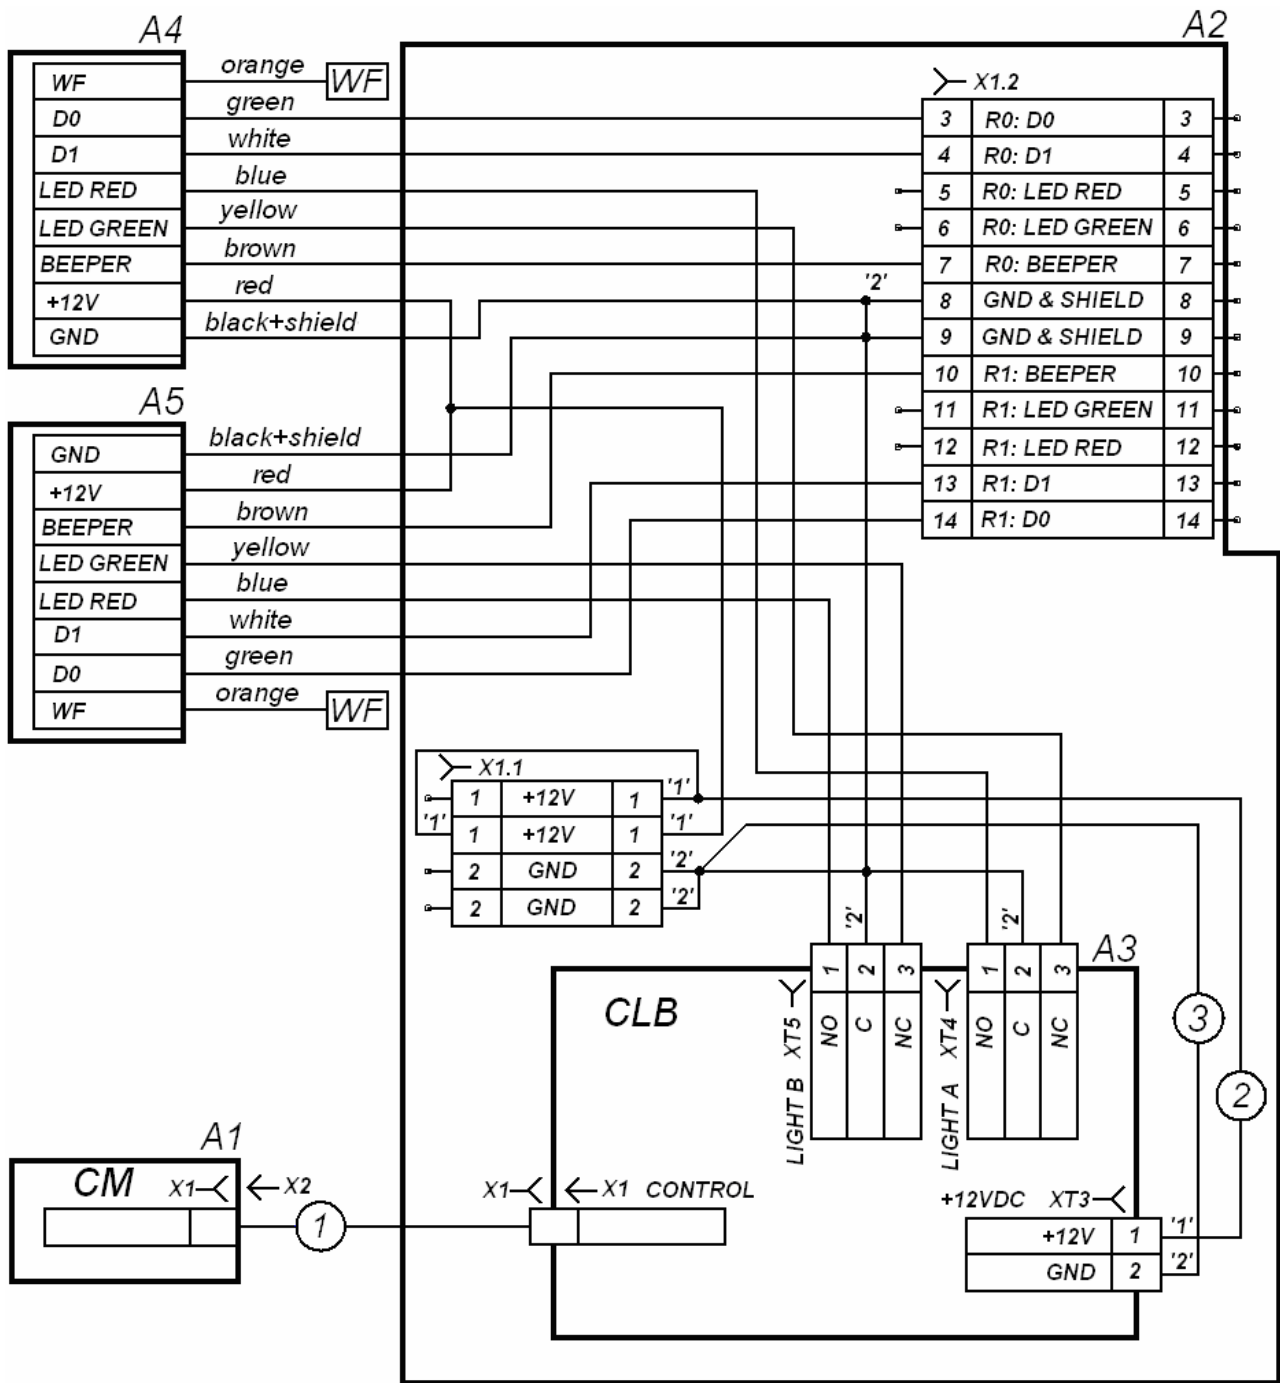 A4
A2
WF orange WF
D0 green
D1 white
LED RED blue
LED GREEN yellow
BEEPER brown
+12V red
GND black+shield
X1.2
3 R0: D0 3
4 R0: D1 4
5 R0: LED RED 5
6 R0: LED GREEN 6
7 R0: BEEPER 7
'2'
8 GND & SHIELD 8
9 GND & SHIELD 9
10 R1: BEEPER 10
11 R1: LED GREEN 11
12 R1: LED RED 12
13 R1: D1 13
14 R1: D0 14
A5
GND black+shield
+12V red
BEEPER brown
LED GREEN yellow
LED RED blue
D1 white
D0 green
WF orange WF
X1.1
1 +12V 1 '1'
'1' 1 +12V 1 '1'
2 GND 2 '2'
2 GND 2 '2'
'2'
'2'
A3
CLB
LIGHT B XT5
1 NO
2 C
3 NC
LIGHT A XT4
1 NO
2 C
3 NC
3
2
A1
CM X1 X2
1
X1 X1 CONTROL
+12VDC XT3
+12V 1 '1'
GND 2 '2'